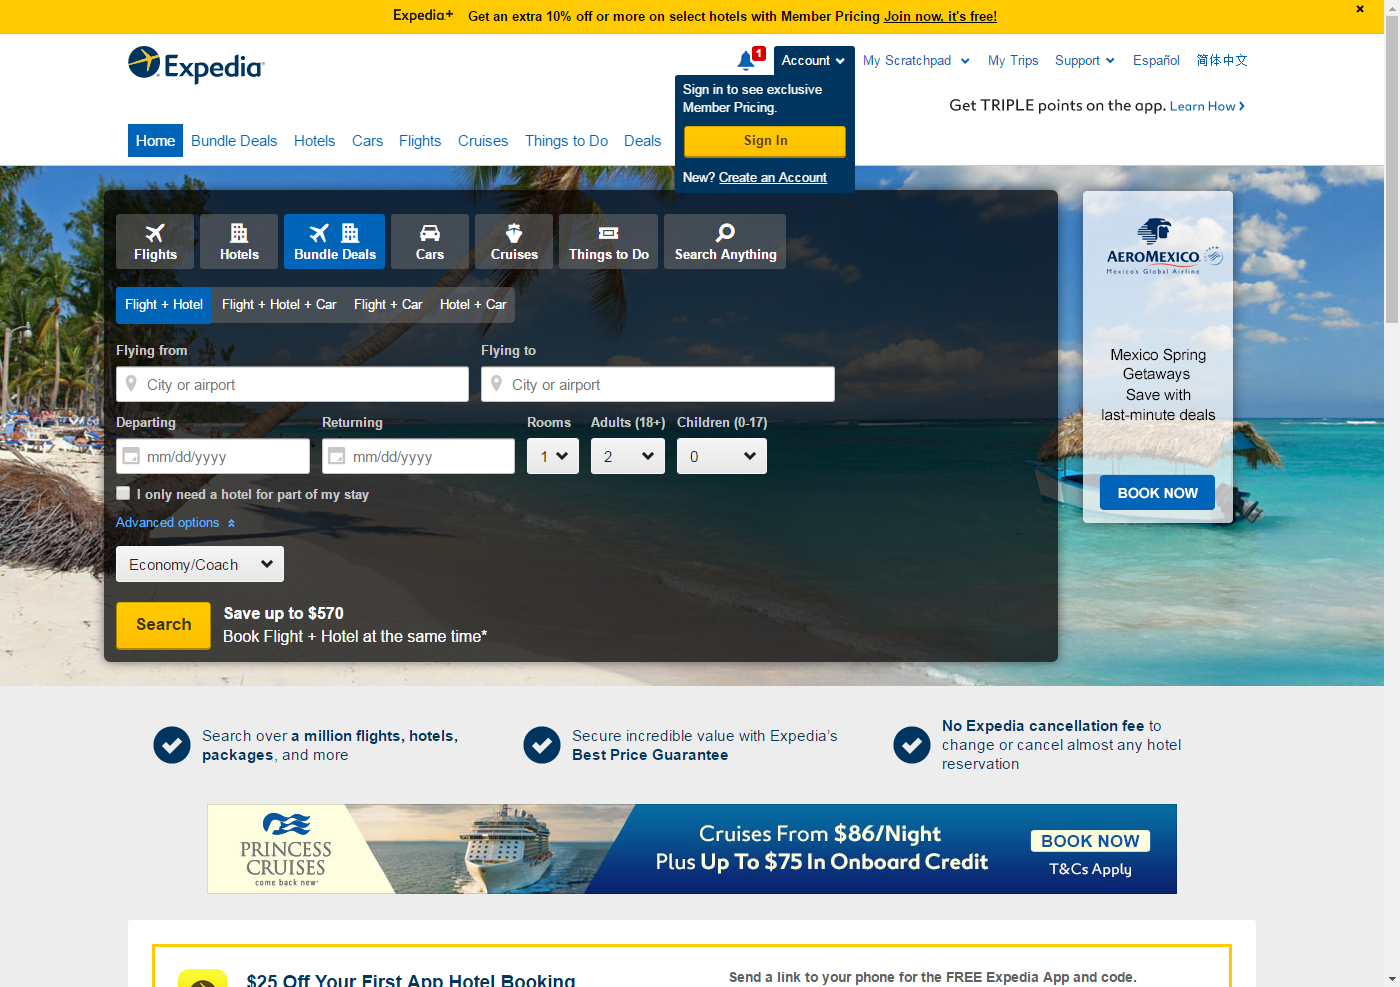 Expedia+ Get an extra 10% off or more on select hotels with Member Pricing Join now, it's free!
Expedia
1
Account
My Scratchpad
My Trips
Support
Español
简体中文
Sign in to see exclusive
Member Pricing.
Sign In
New? Create an Account
Get TRIPLE points on the app. Learn How
Home
Bundle Deals
Hotels
Cars
Flights
Cruises
Things to Do
Deals
Flights
Hotels
Bundle Deals
Cars
Cruises
Things to Do
Search Anything
Flight + Hotel
Flight + Hotel + Car
Flight + Car
Hotel + Car
Flying from
Flying to
City or airport
City or airport
Departing
Returning
Rooms
Adults (18+)
Children (0-17)
mm/dd/yyyy
mm/dd/yyyy
1
2
0
I only need a hotel for part of my stay
Advanced options
Economy/Coach
Search
Save up to $570
Book Flight + Hotel at the same time*
AEROMEXICO
Mexico's Global Airline
Mexico Spring
Getaways
Save with
last-minute deals
BOOK NOW
Search over a million flights, hotels,
packages, and more
Secure incredible value with Expedia's
Best Price Guarantee
No Expedia cancellation fee to
change or cancel almost any hotel
reservation
PRINCESS
CRUISES
come back new
Cruises From $86/Night
Plus Up To $75 In Onboard Credit
BOOK NOW
T&Cs Apply
$25 Off Your First App Hotel Booking
Send a link to your phone for the FREE Expedia App and code.